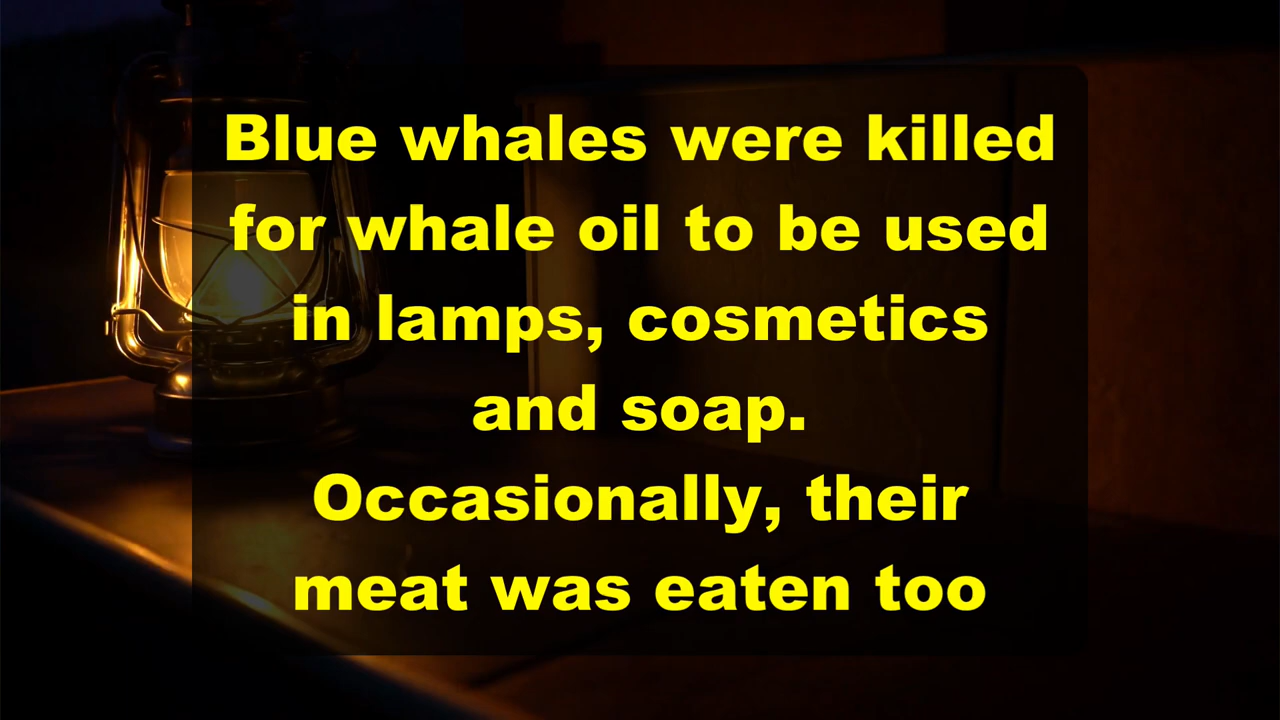 Blue whales were killed
for whale oil to be used
in lamps, cosmetics
and soap.
Occasionally, their
meat was eaten too